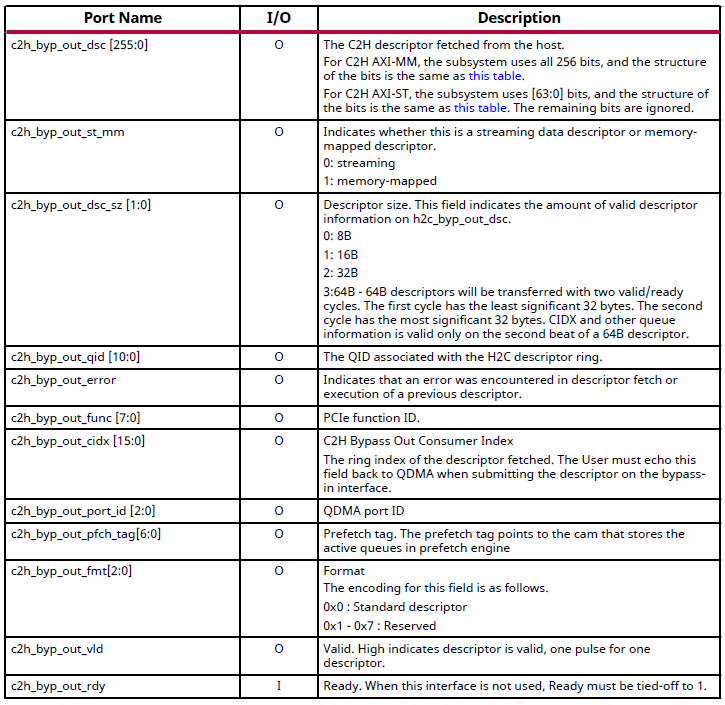 Port Name I/O Description
c2h_byp_out_dsc [255:0] O The C2H descriptor fetched from the host.
For C2H AXI-MM, the subsystem uses all 256 bits, and the structure
of the bits is the same as this table.
For C2H AXI-ST, the subsystem uses [63:0] bits, and the structure of
the bits is the same as this table. The remaining bits are ignored.
c2h_byp_out_st_mm O Indicates whether this is a streaming data descriptor or memory-
mapped descriptor.
0: streaming
1: memory-mapped
c2h_byp_out_dsc_sz [1:0] O Descriptor size. This field indicates the amount of valid descriptor
information on h2c_byp_out_dsc.
0: 8B
1: 16B
2: 32B
3:64B - 64B descriptors will be transferred with two valid/ready
cycles. The first cycle has the least significant 32 bytes. The second
cycle has the most significant 32 bytes. CIDX and other queue
information is valid only on the second beat of a 64B descriptor.
c2h_byp_out_qid [10:0] O The QID associated with the H2C descriptor ring.
c2h_byp_out_error O Indicates that an error was encountered in descriptor fetch or
execution of a previous descriptor.
c2h_byp_out_func [7:0] O PCIe function ID.
c2h_byp_out_cidx [15:0] O C2H Bypass Out Consumer Index
The ring index of the descriptor fetched. The User must echo this
field back to QDMA when submitting the descriptor on the bypass-
in interface.
c2h_byp_out_port_id [2:0] O QDMA port ID
c2h_byp_out_pfch_tag[6:0] O Prefetch tag. The prefetch tag points to the cam that stores the
active queues in prefetch engine
c2h_byp_out_fmt[2:0] O Format
The encoding for this field is as follows.
0x0 : Standard descriptor
0x1 - 0x7 : Reserved
c2h_byp_out_vld O Valid. High indicates descriptor is valid, one pulse for one
descriptor.
c2h_byp_out_rdy I Ready. When this interface is not used, Ready must be tied-off to 1.